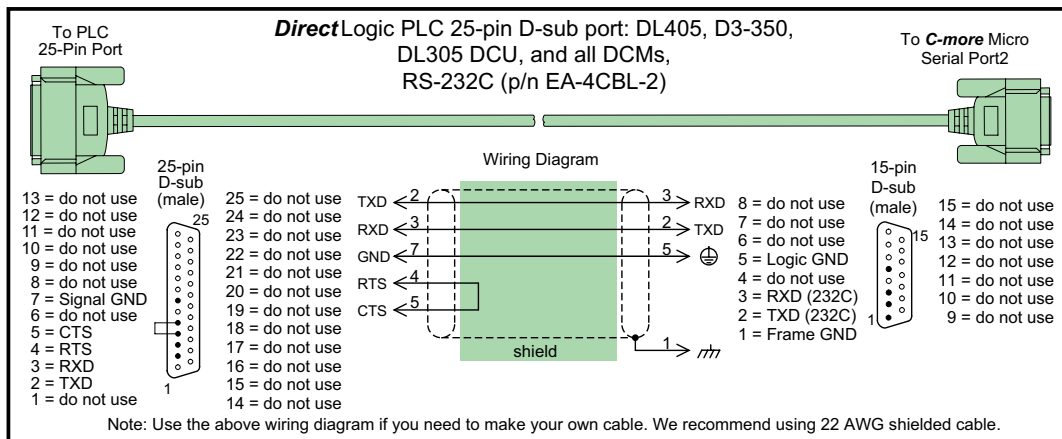 DirectLogic PLC 25-pin D-sub port: DL405, D3-350,
DL305 DCU, and all DCMs,
RS-232C (p/n EA-4CBL-2)
To PLC
25-Pin Port
To C-more Micro
Serial Port2
25-pin
D-sub
(male)
13 = do not use
12 = do not use
11 = do not use
10 = do not use
9 = do not use
8 = do not use
7 = Signal GND
6 = do not use
5 = CTS
4 = RTS
3 = RXD
2 = TXD
1 = do not use
25
1
25 = do not use
24 = do not use
23 = do not use
22 = do not use
21 = do not use
20 = do not use
19 = do not use
18 = do not use
17 = do not use
16 = do not use
15 = do not use
14 = do not use
Wiring Diagram
TXD 2 3 RXD
RXD 3 2 TXD
GND 7 5
RTS 4
CTS 5
shield
1
8 = do not use
7 = do not use
6 = do not use
5 = Logic GND
4 = do not use
3 = RXD (232C)
2 = TXD (232C)
1 = Frame GND
15-pin
D-sub
(male)
15
1
15 = do not use
14 = do not use
13 = do not use
12 = do not use
11 = do not use
10 = do not use
9 = do not use
Note: Use the above wiring diagram if you need to make your own cable. We recommend using 22 AWG shielded cable.